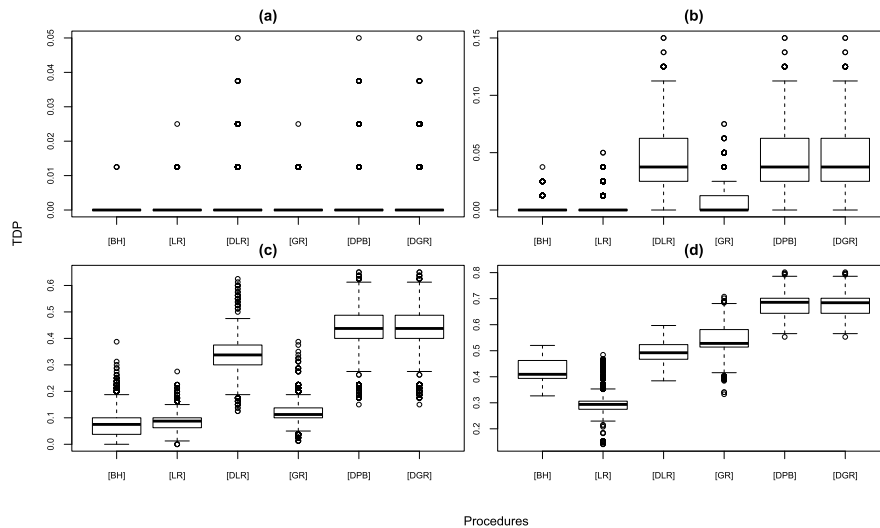 (a)
(b)
TDP
0.00 0.01 0.02 0.03 0.04 0.05
[BH] [LR] [DLR] [GR] [DPB] [DGR]
0.00 0.05 0.10 0.15
[BH] [LR] [DLR] [GR] [DPB] [DGR]
(c)
(d)
0.0 0.1 0.2 0.3 0.4 0.5 0.6
[BH] [LR] [DLR] [GR] [DPB] [DGR]
0.2 0.3 0.4 0.5 0.6 0.7 0.8
[BH] [LR] [DLR] [GR] [DPB] [DGR]
Procedures